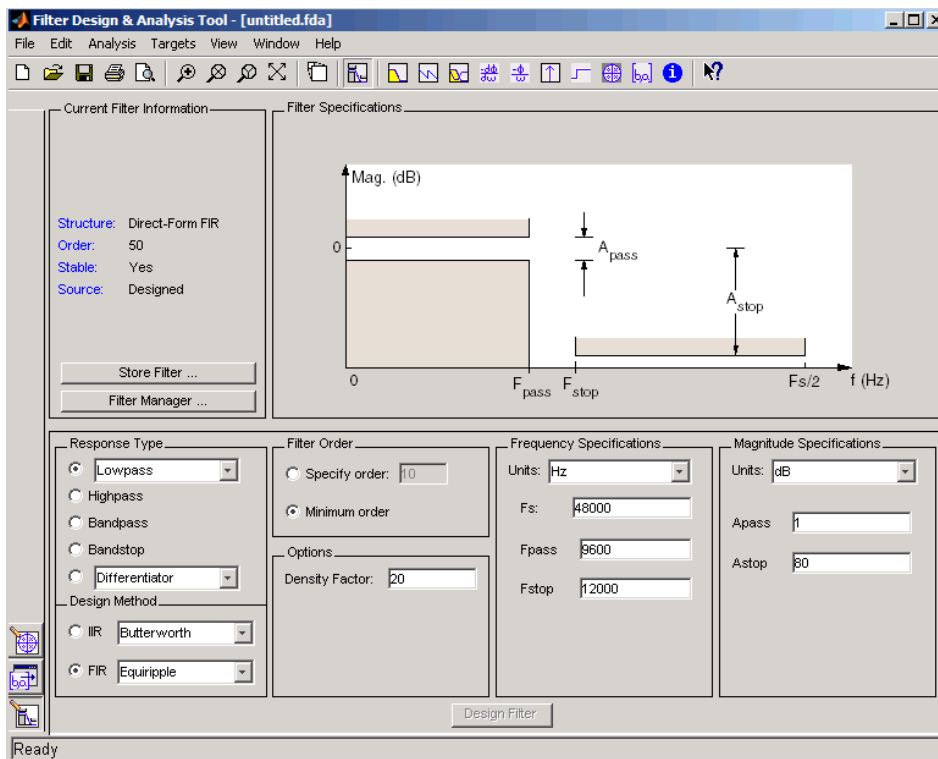 Filter Design & Analysis Tool - [untitled.fda]
File Edit Analysis Targets View Window Help
Current Filter Information
Structure: Direct-Form FIR
Order: 50
Stable: Yes
Source: Designed
Store Filter ...
Filter Manager ...
Filter Specifications
Mag. (dB)
0
A pass
A stop
0
F pass
F stop
Fs/2
f (Hz)
Response Type
Lowpass
Highpass
Bandpass
Bandstop
Differentiator
Design Method
IIR Butterworth
FIR Equiripple
Filter Order
Specify order: 10
Minimum order
Options
Density Factor: 20
Frequency Specifications
Units: Hz
Fs: 48000
Fpass 9600
Fstop 12000
Magnitude Specifications
Units: dB
Apass 1
Astop 80
Design Filter
Ready